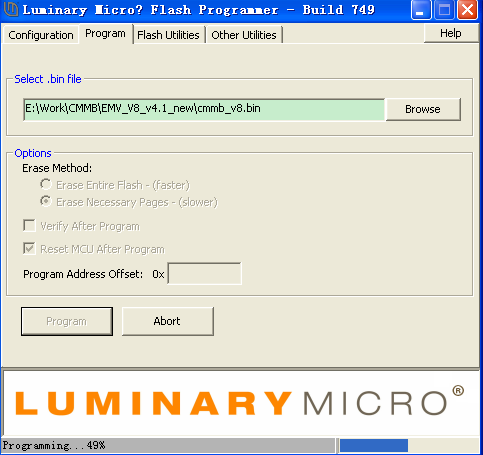 Luminary Micro? Flash Programmer - Build 749
Configuration Program Flash Utilities Other Utilities Help
Select .bin file
E:\Work\CMMB\EMV_V8_v4.1_new\cmmb_v8.bin Browse
Options
Erase Method:
Erase Entire Flash - (faster)
Erase Necessary Pages - (slower)
Verify After Program
Reset MCU After Program
Program Address Offset: 0x
Program Abort
LUMINARY MICRO®
Programming...49%